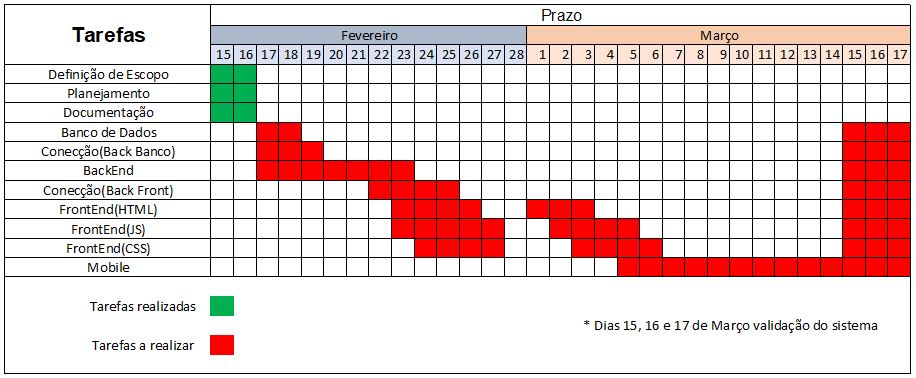 Tarefas
Prazo
Fevereiro Março
15 16 17 18 19 20 21 22 23 24 25 26 27 28 1 2 3 4 5 6 7 8 9 10 11 12 13 14 15 16 17
Definição de Escopo
Planejamento
Documentação
Banco de Dados
Conecção(Back Banco)
BackEnd
Conecção(Back Front)
FrontEnd(HTML)
FrontEnd(JS)
FrontEnd(CSS)
Mobile
Tarefas realizadas
* Dias 15, 16 e 17 de Março validação do sistema
Tarefas a realizar